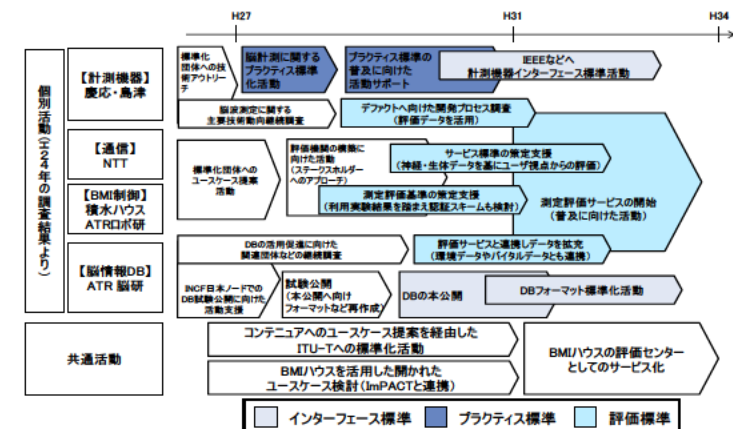 H27
H31
H34
個別活動(H24年の調査結果より)
【計測機器】
慶応・島津
標準化
団体への技
術アウトリー
チ
脳計測に関する
プラクティス標準
化活動
プラクティス標準の
普及に向けた
活動サポート
IEEEなどへ
計測機器インターフェース標準活動
脳波測定に関する
主要技術動向継続調査
デファクトへ向けた開発プロセス調査
(評価データを活用)
【通信】
NTT
標準化団体への
ユースケース提案
活動
評価機関の構築に
向けた活動
(ステークスホルダー
へのアプローチ)
サービス標準の策定支援
(神経・生体データを基にユーザ視点からの評価)
【BMI制御】
積水ハウス
ATRロボ研
測定評価基準の策定支援
(利用実験結果を踏まえ認証スキームも検討)
測定評価サービスの開始
(普及に向けた活動)
【脳情報DB】
ATR 脳研
DBの活用促進に向けた
関連団体などの継続調査
評価サービスと連携しデータを拡充
(環境データやバイタルデータとも連携)
INCF日本ノードでの
DB試験公開に向けた
活動支援
試験公開
(本公開へ向け
フォーマットなど再作成)
DBの本公開
DBフォーマット標準化活動
共通活動
コンテニュアへのユースケース提案を経由した
ITU-Tへの標準化活動
BMIハウスを活用した開かれた
ユースケース検討(ImPACTと連携)
BMIハウスの評価センター
としてのサービス化
インターフェース標準
プラクティス標準
評価標準